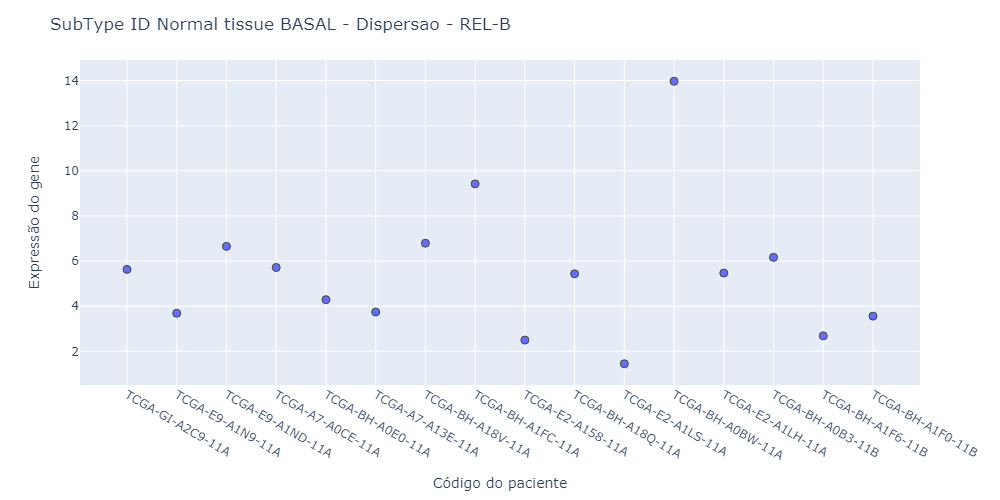 SubType ID Normal tissue BASAL - Dispersao - REL-B
Expressão do gene
14
12
10
8
6
4
2
TCGA-GI-A2C9-11A
TCGA-E9-A1N9-11A
TCGA-E9-A1ND-11A
TCGA-A7-A0CE-11A
TCGA-BH-A0E0-11A
TCGA-A7-A13E-11A
TCGA-BH-A18V-11A
TCGA-BH-A1FC-11A
TCGA-E2-A158-11A
TCGA-BH-A18Q-11A
TCGA-E2-A1LS-11A
TCGA-BH-A0BW-11A
TCGA-E2-A1LH-11A
TCGA-BH-A0B3-11B
TCGA-BH-A1F6-11B
TCGA-BH-A1F0-11B
Código do paciente